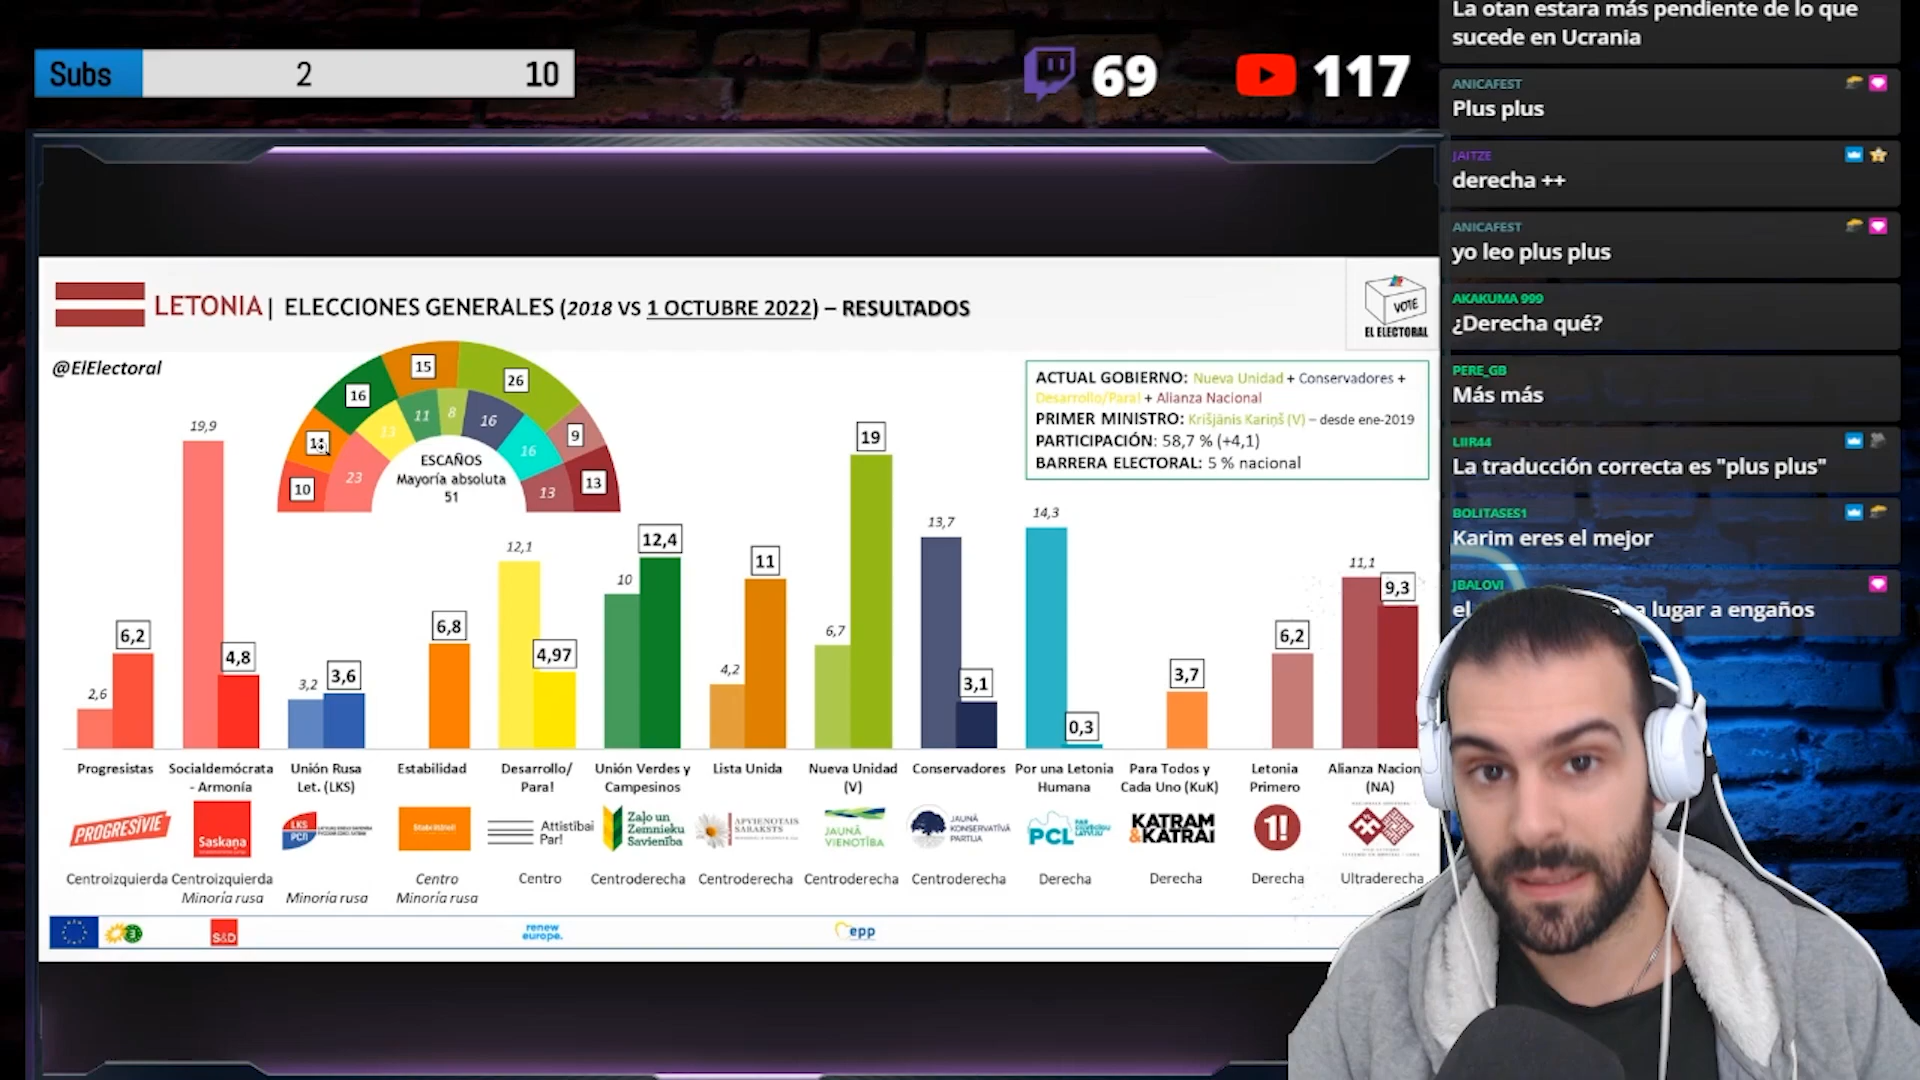 Subs 2 10
69 117
LETONIA | ELECCIONES GENERALES (2018 VS 1 OCTUBRE 2022) – RESULTADOS
VOTE
EL ELECTORAL
@ElElectoral
10 16 15 26 9 13
23 13 11 8 16 16 13
ESCAÑOS
Mayoría absoluta
51
ACTUAL GOBIERNO: Nueva Unidad + Conservadores +
Desarrollo/Para! + Alianza Nacional
PRIMER MINISTRO: Krišjānis Kariņš (V) – desde ene-2019
PARTICIPACIÓN: 58,7 % (+4,1)
BARRERA ELECTORAL: 5 % nacional
2,6 6,2
19,9 4,8
3,2 3,6
6,8
12,1 4,97
10 12,4
4,2 11
6,7 19
13,7 3,1
14,3 0,3
3,7
6,2
11,1 9,3
Progresistas
Socialdemócrata
- Armonía
Unión Rusa
Let. (LKS)
Estabilidad
Desarrollo/
Para!
Unión Verdes y
Campesinos
Lista Unida
Nueva Unidad
(V)
Conservadores
Por una Letonia
Humana
Para Todos y
Cada Uno (KuK)
Letonia
Primero
Alianza Nacion
(NA)
PROGRESĪVIE
Saskaņa
LKS
РСЛ
Stabilitātei!
Attīstībai
Par!
Zaļo un
Zemnieku
Savienība
APVIENOTAIS
SARAKSTS
JAUNĀ
VIENOTĪBA
JAUNĀ
KONSERVATĪVĀ
PARTIJA
PCL
KATRAM
&KATRAI
1!
Centroizquierda
Centroizquierda
Minoría rusa
Minoría rusa
Centro
Minoría rusa
Centro
Centroderecha
Centroderecha
Centroderecha
Centroderecha
Derecha
Derecha
Derecha
Ultraderecha
S&D
renew
europe.
epp
La otan estara más pendiente de lo que
sucede en Ucrania
ANICAFEST
Plus plus
JAITZE
derecha ++
ANICAFEST
yo leo plus plus
AKAKUMA 999
¿Derecha qué?
PERE_GB
Más más
LIIR44
La traducción correcta es "plus plus"
BOLITASES1
Karim eres el mejor
JBALOVI
el a lugar a engaños